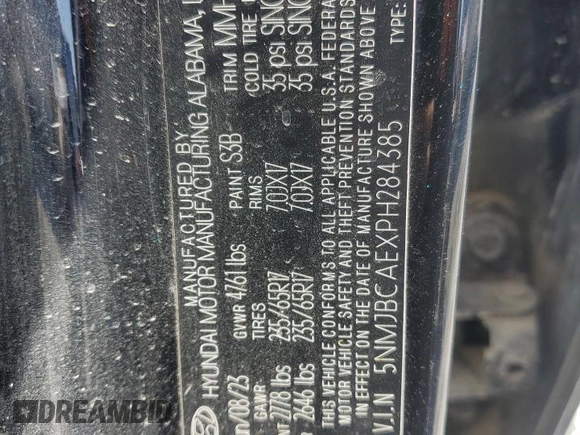 MANUFACTURED BY
HYUNDAI MOTOR MANUFACTURING ALABAMA,
08/23 GVWR 4761 lbs PAINT S3B TRIM MMH
GAWR TIRES RIMS COLD TIRE
2778 lbs 235/65R17 7.0JX17 35 psi
2646 lbs 235/65R17 7.0JX17 35 psi
THIS VEHICLE CONFORMS TO ALL APPLICABLE U.S.A. FEDERAL
MOTOR VEHICLE SAFETY AND THEFT PREVENTION STANDARDS
IN EFFECT ON THE DATE OF MANUFACTURE SHOWN ABOVE
V.I.N 5NMJBCAEXPH284385 TYPE:
AUTOBIDMASTER